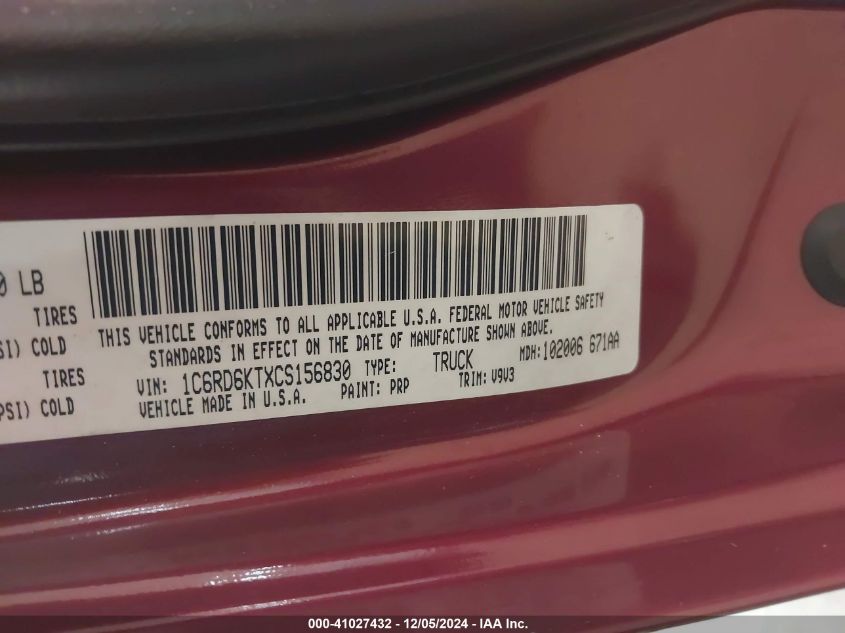 0 LB
TIRES
SI) COLD
TIRES
PSI) COLD
THIS VEHICLE CONFORMS TO ALL APPLICABLE U.S.A. FEDERAL MOTOR VEHICLE SAFETY
STANDARDS IN EFFECT ON THE DATE OF MANUFACTURE SHOWN ABOVE.
VIN: 1C6RD6KTXCS156830 TYPE: TRUCK MDH:102006 671AA
VEHICLE MADE IN U.S.A. PAINT: PRP TRIM: V9V3
000-41027432 - 12/05/2024 - IAA Inc.